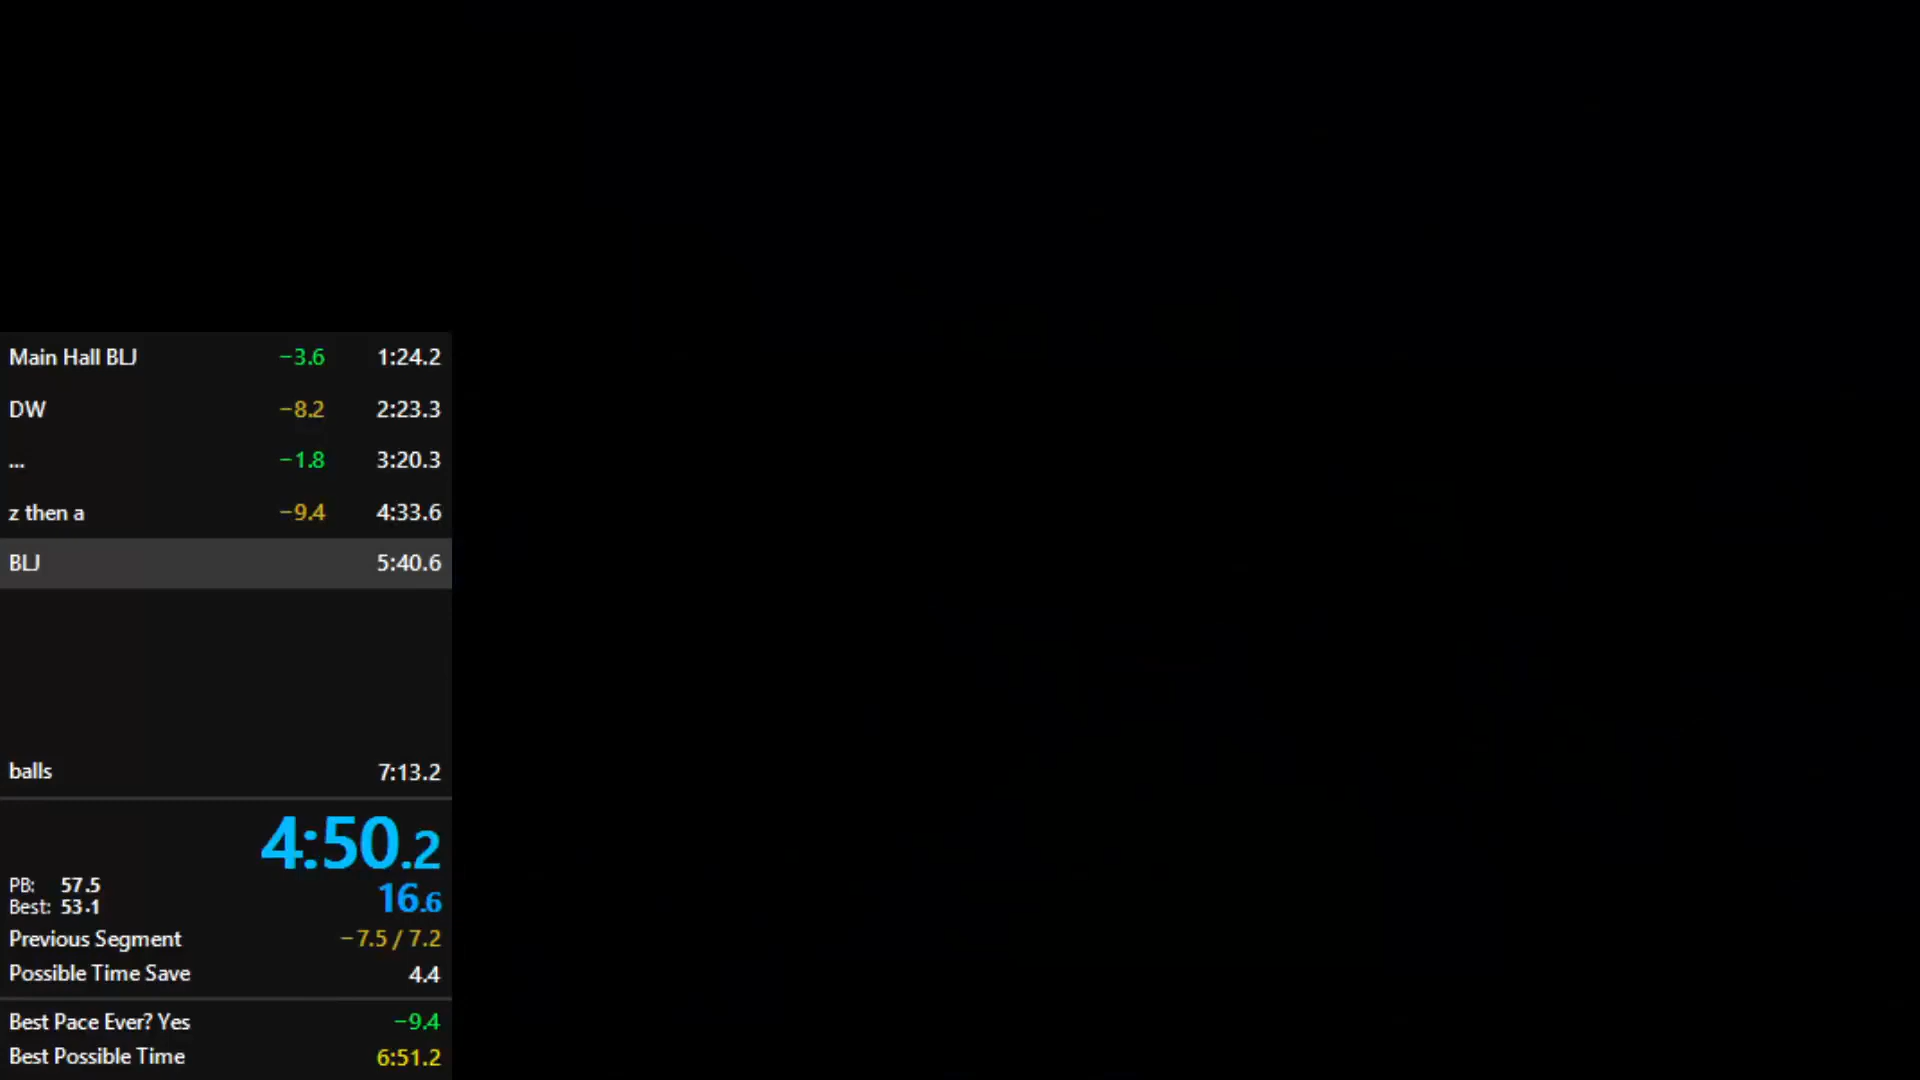 Main Hall BLJ −3.6 1:24.2
DW −8.2 2:23.3
... −1.8 3:20.3
z then a −9.4 4:33.6
BLJ 5:40.6
balls 7:13.2
4:50.2
PB: 57.5 16.6
Best: 53.1
Previous Segment −7.5 / 7.2
Possible Time Save 4.4
Best Pace Ever? Yes −9.4
Best Possible Time 6:51.2